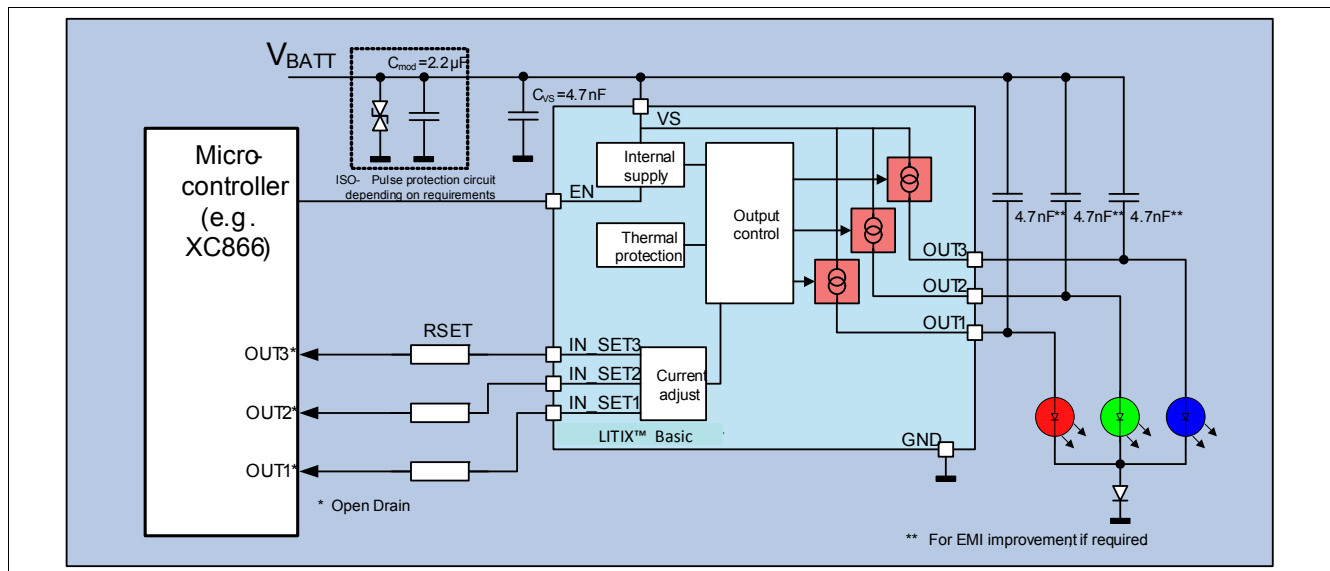 VBATT
Cmod=2.2µF
CVS=4.7nF
ISO- Pulse protection circuit
depending on requirements
Micro-
controller
(e.g.
XC866)
VS
EN
Internal
supply
Thermal
protection
Output
control
4.7nF**
4.7nF**
4.7nF**
OUT3
OUT2
OUT1
RSET
OUT3*
OUT2*
OUT1*
IN_SET3
IN_SET2
IN_SET1
Current
adjust
LITIX™ Basic
GND
* Open Drain
** For EMI improvement if required